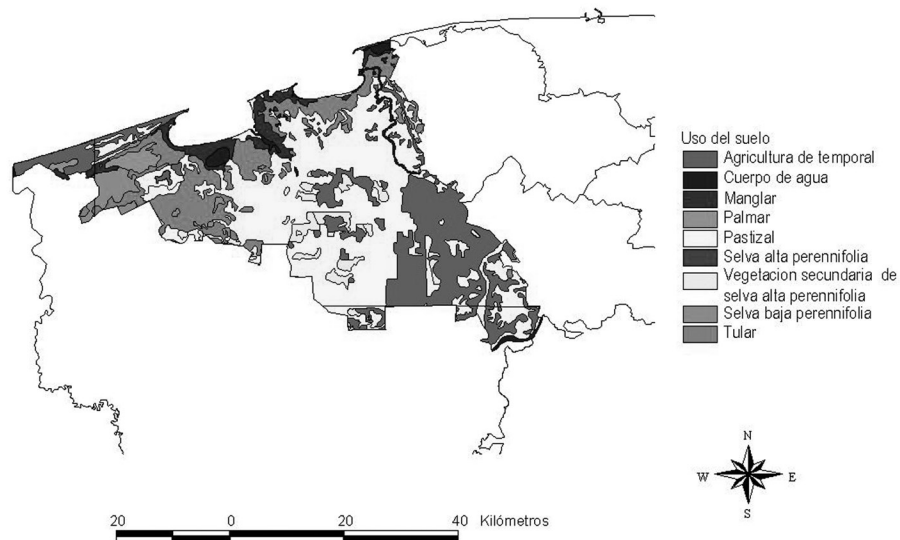 Uso del suelo
Agricultura de temporal
Cuerpo de agua
Manglar
Palmar
Pastizal
Selva alta perennifolia
Vegetacion secundaria de
selva alta perennifolia
Selva baja perennifolia
Tular
N
W E
S
20 0 20 40 Kilómetros